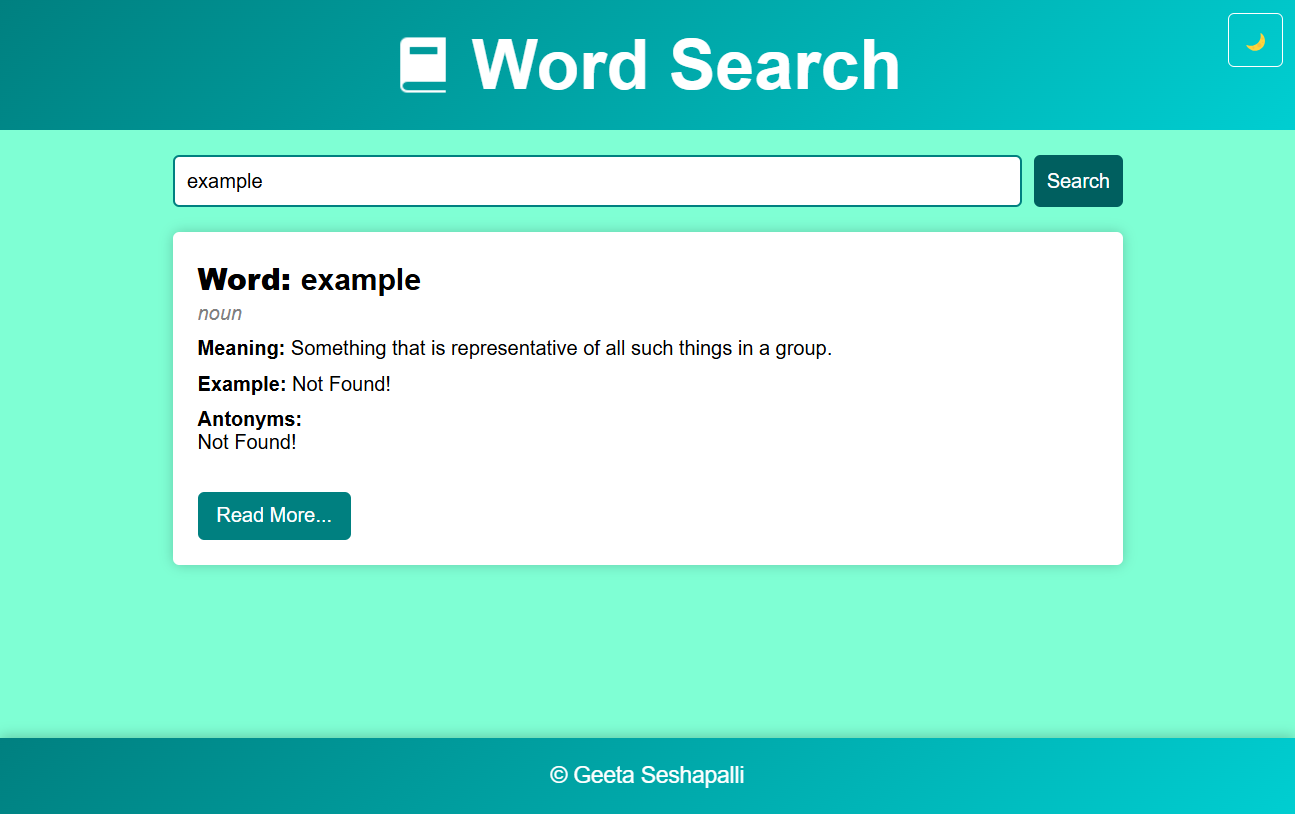 Word Search
example
Search
Word: example
noun
Meaning: Something that is representative of all such things in a group.
Example: Not Found!
Antonyms:
Not Found!
Read More...
© Geeta Seshapalli